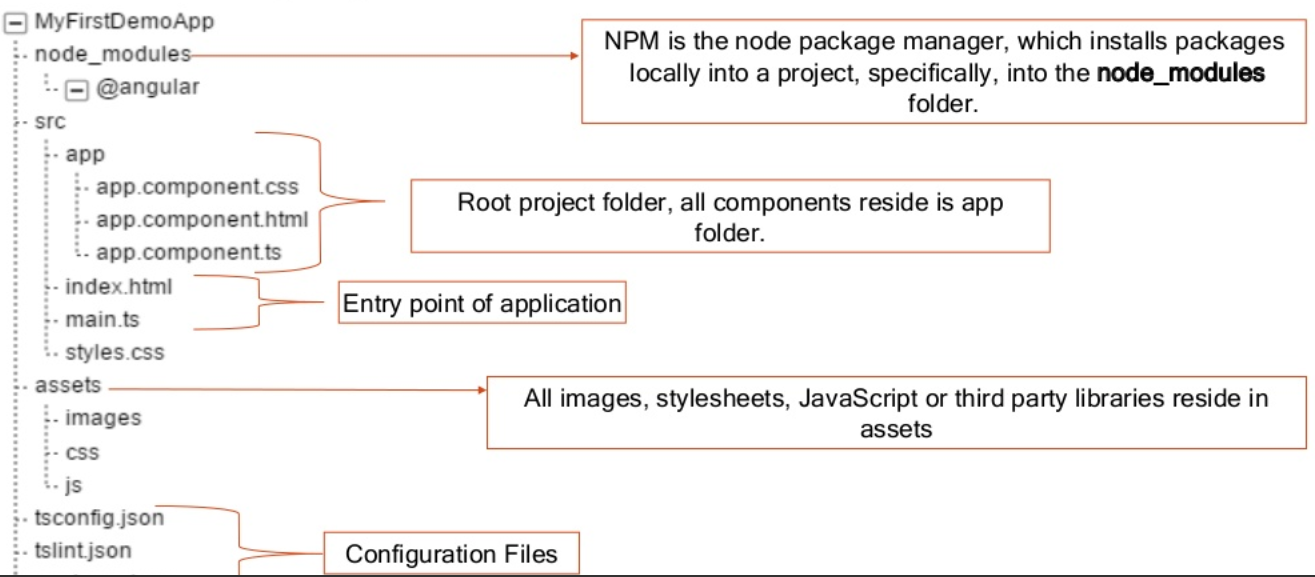 MyFirstDemoApp
node_modules
@angular
src
app
app.component.css
app.component.html
app.component.ts
index.html
main.ts
styles.css
assets
images
css
js
tsconfig.json
tslint.json
NPM is the node package manager, which installs packages
locally into a project, specifically, into the node_modules
folder.
Root project folder, all components reside is app
folder.
Entry point of application
All images, stylesheets, JavaScript or third party libraries reside in
assets
Configuration Files